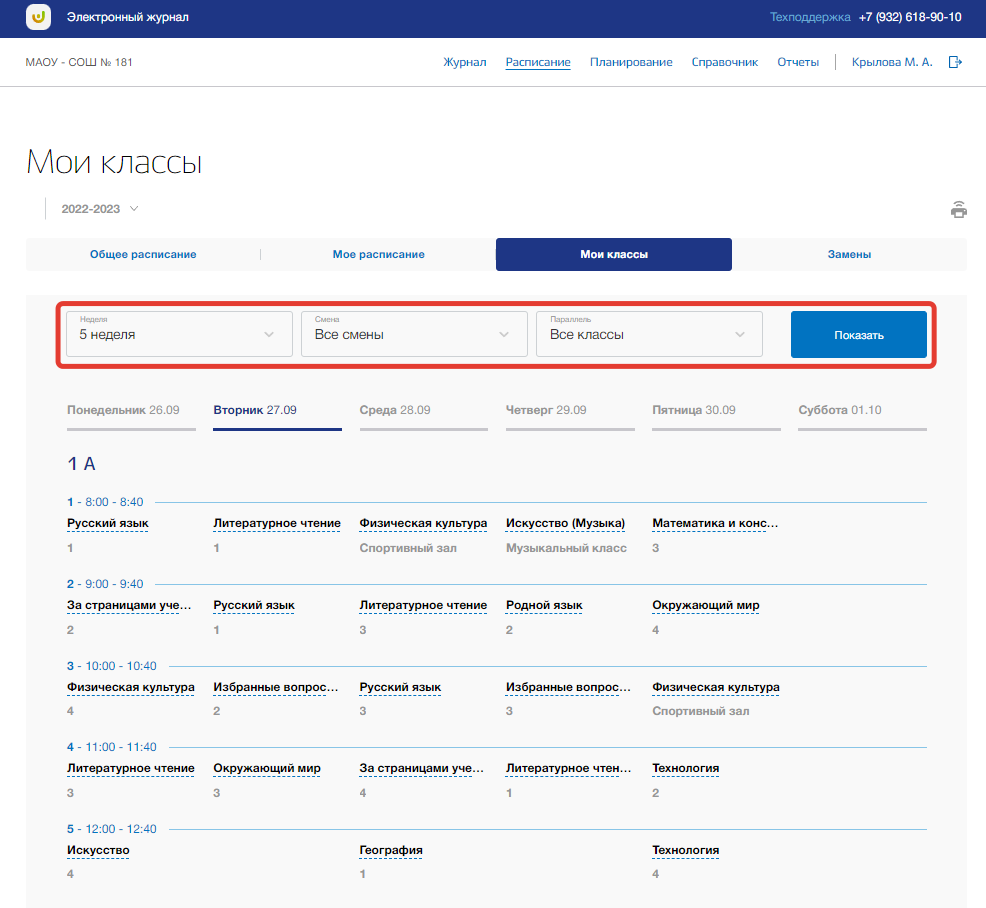 Электронный журнал
Техподдержка +7 (932) 618-90-10
МАОУ - СОШ № 181
Журнал Расписание Планирование Справочник Отчеты Крылова М. А.
Мои классы
2022-2023
Общее расписание Мое расписание Мои классы Замены
Неделя Смена Параллель
5 неделя Все смены Все классы Показать
Понедельник 26.09 Вторник 27.09 Среда 28.09 Четверг 29.09 Пятница 30.09 Суббота 01.10
1 А
1 - 8:00 - 8:40
Русский язык Литературное чтение Физическая культура Искусство (Музыка) Математика и конс...
1 1 Спортивный зал Музыкальный класс 3
2 - 9:00 - 9:40
За страницами уче... Русский язык Литературное чтение Родной язык Окружающий мир
2 1 3 2 4
3 - 10:00 - 10:40
Физическая культура Избранные вопрос... Русский язык Избранные вопрос... Физическая культура
4 2 3 3 Спортивный зал
4 - 11:00 - 11:40
Литературное чтение Окружающий мир За страницами уче... Литературное чтен... Технология
3 3 4 1 2
5 - 12:00 - 12:40
Искусство География Технология
4 1 4